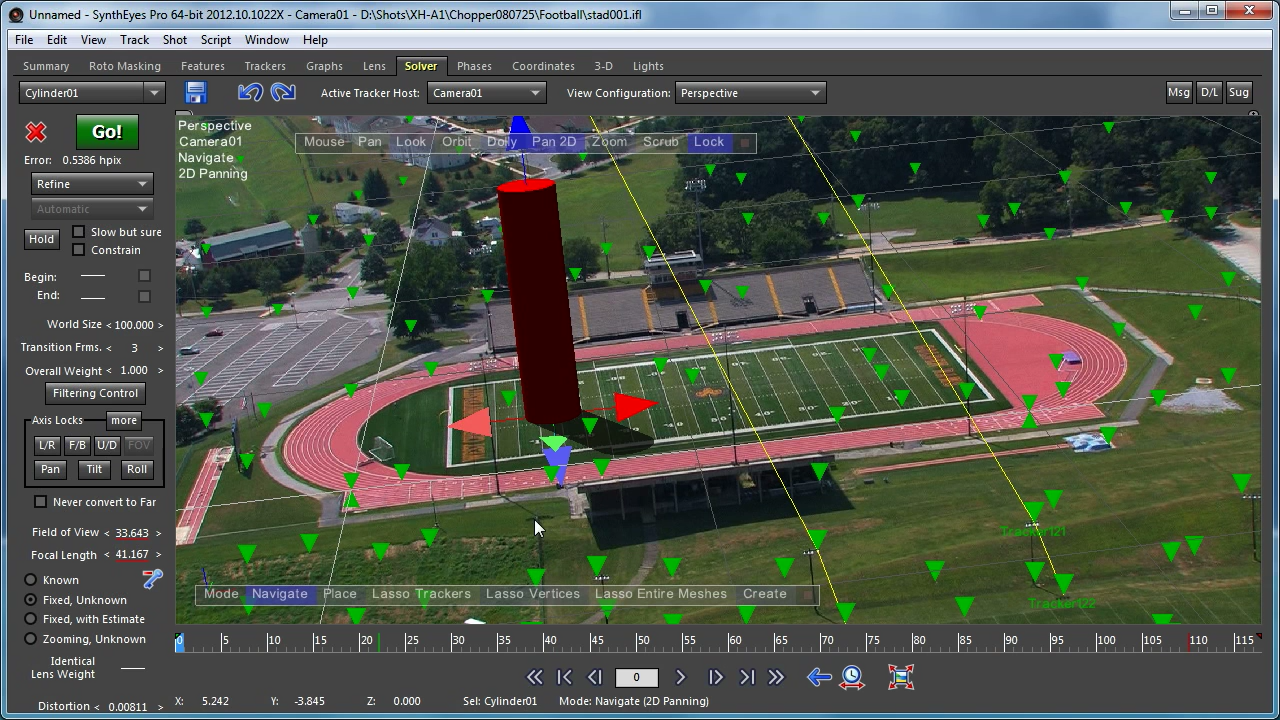 Unnamed - SynthEyes Pro 64-bit 2012.10.1022X - Camera01 - D:\Shots\XH-A1\Chopper080725\Football\stad001.ifl
File Edit View Track Shot Script Window Help
Summary Roto Masking Features Trackers Graphs Lens Solver Phases Coordinates 3-D Lights
Cylinder01 Active Tracker Host: Camera01 View Configuration: Perspective Msg D/L Sug
Go!
Error: 0.5386 hpix
Refine
Automatic
Hold Slow but sure
Constrain
Begin:
End:
World Size < 100.000 >
Transition Frms. < 3 >
Overall Weight < 1.000 >
Filtering Control
Axis Locks more
L/R F/B U/D FOV
Pan Tilt Roll
Never convert to Far
Field of View < 33.643 >
Focal Length < 41.167 >
Known
Fixed, Unknown
Fixed, with Estimate
Zooming, Unknown
Identical
Lens Weight
Distortion < 0.00811 >
Perspective
Camera01
Navigate
2D Panning
Mouse Pan Look Orbit Dolly Pan 2D Zoom Scrub Lock
Tracker121
Tracker122
Mode Navigate Place Lasso Trackers Lasso Vertices Lasso Entire Meshes Create
0 5 10 15 20 25 30 35 40 45 50 55 60 65 70 75 80 85 90 95 100 105 110 115
0
X: 5.242 Y: -3.845 Z: 0.000 Sel: Cylinder01 Mode: Navigate (2D Panning)